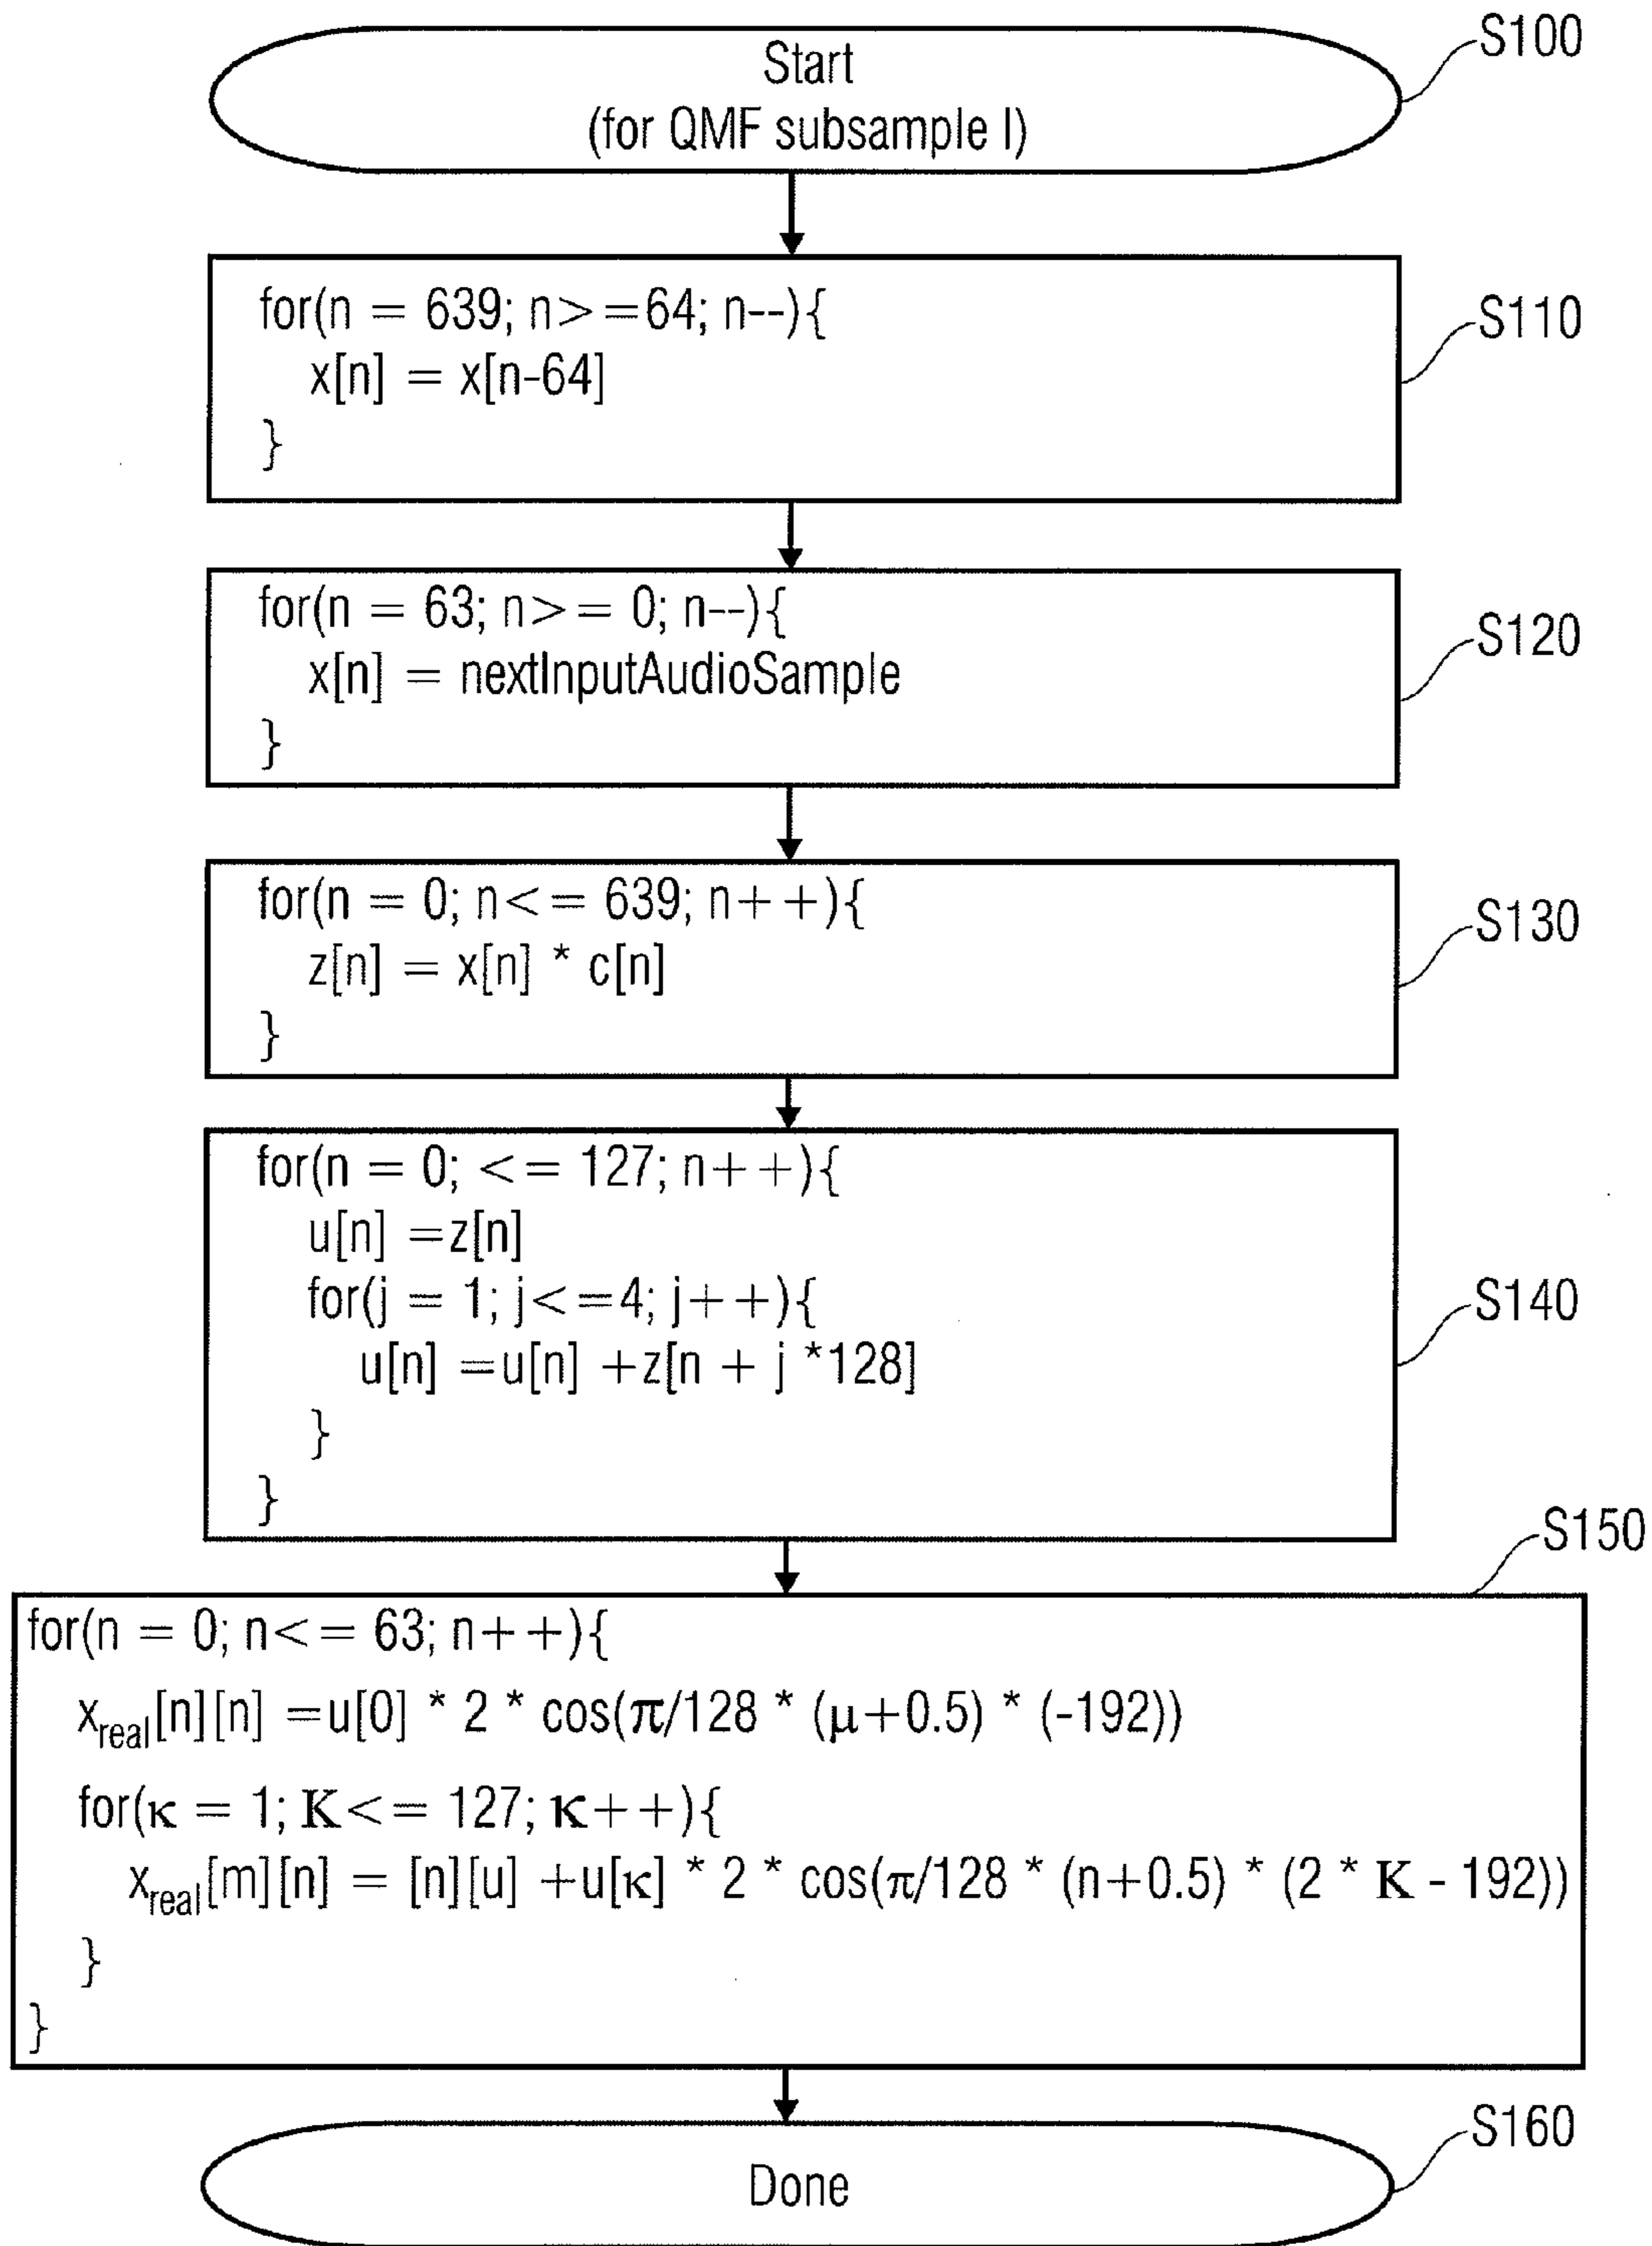 Start
(for QMF subsample l)
S100
for(n = 639; n>=64; n--){
x[n] = x[n-64]
}
S110
for(n = 63; n>= 0; n--){
x[n] = nextInputAudioSample
}
S120
for(n = 0; n<= 639; n++){
z[n] = x[n] * c[n]
}
S130
for(n = 0; <= 127; n++){
u[n] =z[n]
for(j = 1; j<=4; j++){
u[n] =u[n] +z[n + j *128]
}
}
S140
S150
for(n = 0; n<= 63; n++){
x_real[n][n] =u[0] * 2 * cos(π/128 * (μ+0.5) * (-192))
for(κ = 1; K<= 127; κ++){
x_real[m][n] = [n][u] +u[κ] * 2 * cos(π/128 * (n+0.5) * (2 * K - 192))
}
}
Done
S160